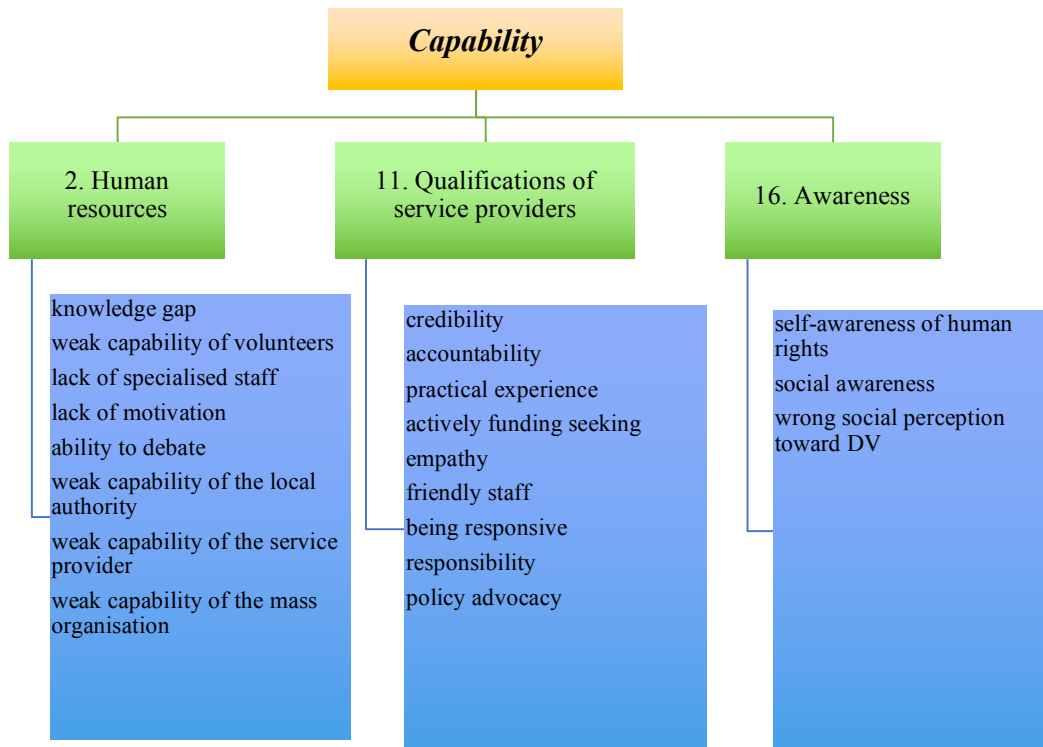 Capability
2. Human
resources
11. Qualifications of
service providers
16. Awareness
knowledge gap
weak capability of volunteers
lack of specialised staff
lack of motivation
ability to debate
weak capability of the local
authority
weak capability of the service
provider
weak capability of the mass
organisation
credibility
accountability
practical experience
actively funding seeking
empathy
friendly staff
being responsive
responsibility
policy advocacy
self-awareness of human
rights
social awareness
wrong social perception
toward DV